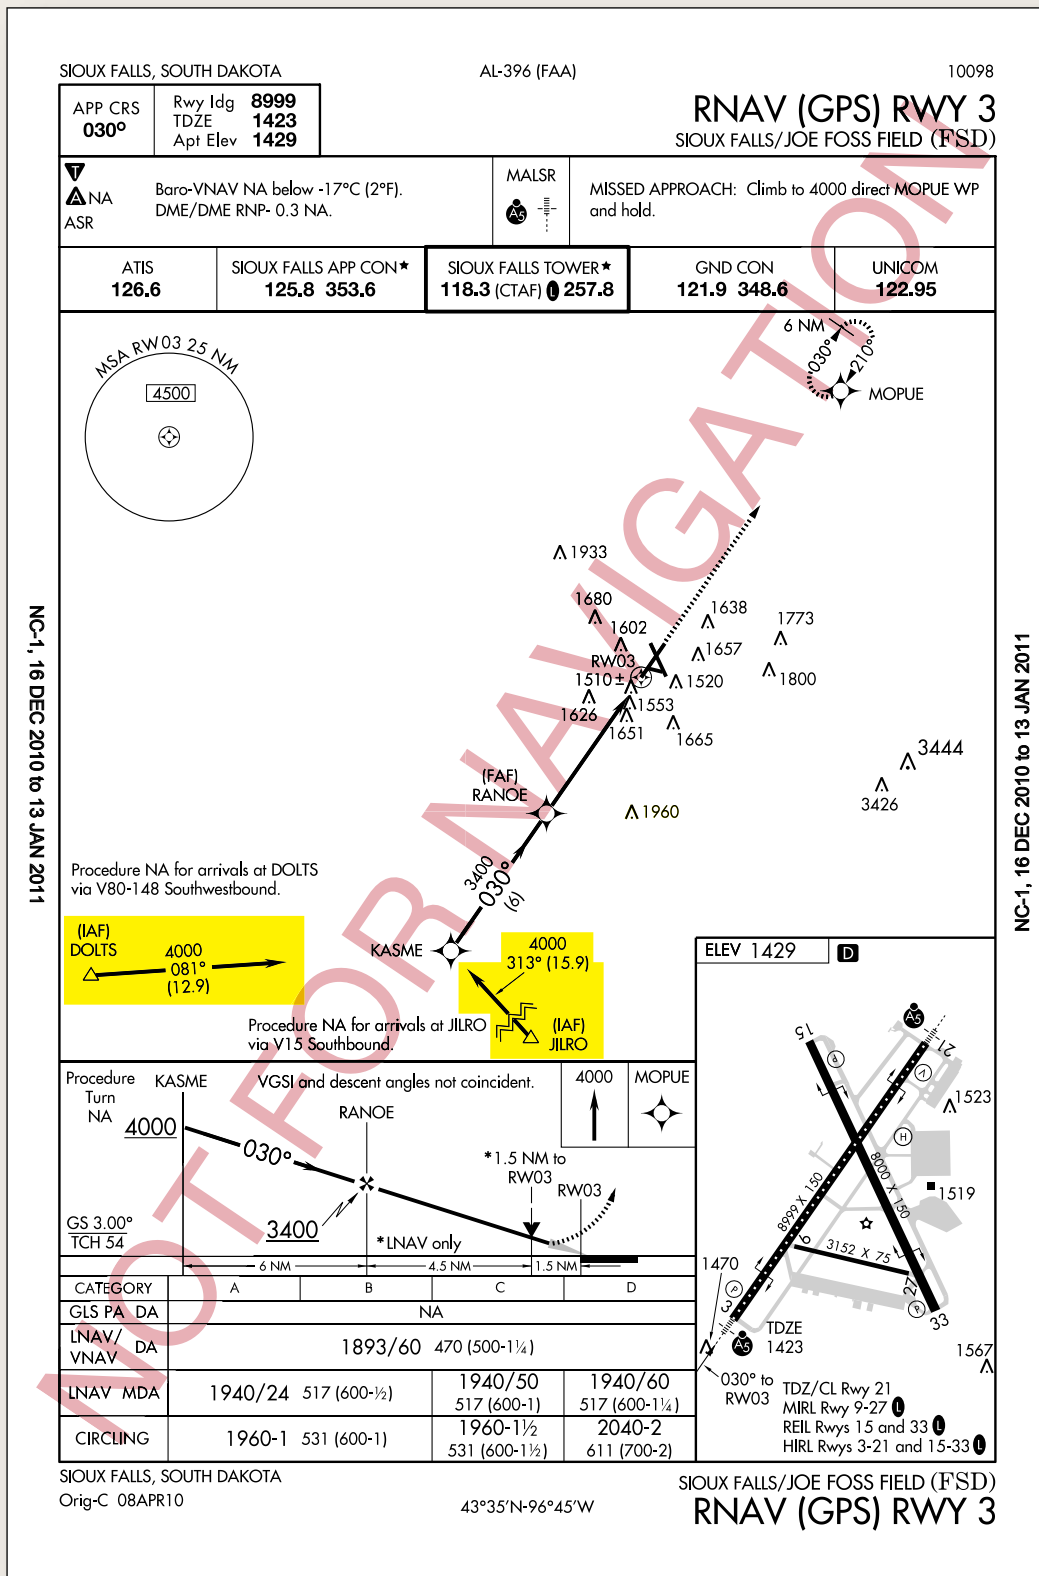 SIOUX FALLS, SOUTH DAKOTA
AL-396 (FAA)
10098
APP CRS
030°
Rwy Idg 8999
TDZE 1423
Apt Elev 1429
RNAV (GPS) RWY 3
SIOUX FALLS/JOE FOSS FIELD (FSD)
T
A NA
ASR
Baro-VNAV NA below -17°C (2°F).
DME/DME RNP- 0.3 NA.
MALSR
A5
MISSED APPROACH: Climb to 4000 direct MOPUE WP
and hold.
ATIS
126.6
SIOUX FALLS APP CON★
125.8 353.6
SIOUX FALLS TOWER★
118.3 (CTAF) L 257.8
GND CON
121.9 348.6
UNICOM
122.95
NOT FOR NAVIGATION
MSA RW03 25 NM
4500
6 NM
030°
210°
MOPUE
1933
1680
1602
1638
1773
1657
RW03
1510±
1520
1800
1626
1553
1651
1665
3444
3426
(FAF)
RANOE
1960
3400
030°
(6)
Procedure NA for arrivals at DOLTS
via V80-148 Southwestbound.
(IAF)
DOLTS
4000
081°
(12.9)
KASME
4000
313° (15.9)
(IAF)
JILRO
Procedure NA for arrivals at JILRO
via V15 Southbound.
NC-1, 16 DEC 2010 to 13 JAN 2011
NC-1, 16 DEC 2010 to 13 JAN 2011
ELEV 1429
D
15
A5
21
A
V
1523
H
8999 X 150
8000 X 150
1519
9
3152 X 75
27
1470
P
3
A
33
A5
TDZE
1423
1567
030° to
RW03
TDZ/CL Rwy 21
MIRL Rwy 9-27 L
REIL Rwys 15 and 33 L
HIRL Rwys 3-21 and 15-33 L
Procedure
Turn
NA
KASME
VGSI and descent angles not coincident.
4000
MOPUE
RANOE
4000
030°
*1.5 NM to
RW03
RW03
3400
*LNAV only
GS 3.00°
TCH 54
6 NM
4.5 NM
1.5 NM
CATEGORY
A
B
C
D
GLS PA DA
NA
LNAV/
VNAV DA
1893/60 470 (500-1¼)
LNAV MDA
1940/24 517 (600-½)
1940/50
517 (600-1)
1940/60
517 (600-1¼)
CIRCLING
1960-1 531 (600-1)
1960-1½
531 (600-1½)
2040-2
611 (700-2)
SIOUX FALLS, SOUTH DAKOTA
Orig-C 08APR10
43°35'N-96°45'W
SIOUX FALLS/JOE FOSS FIELD (FSD)
RNAV (GPS) RWY 3